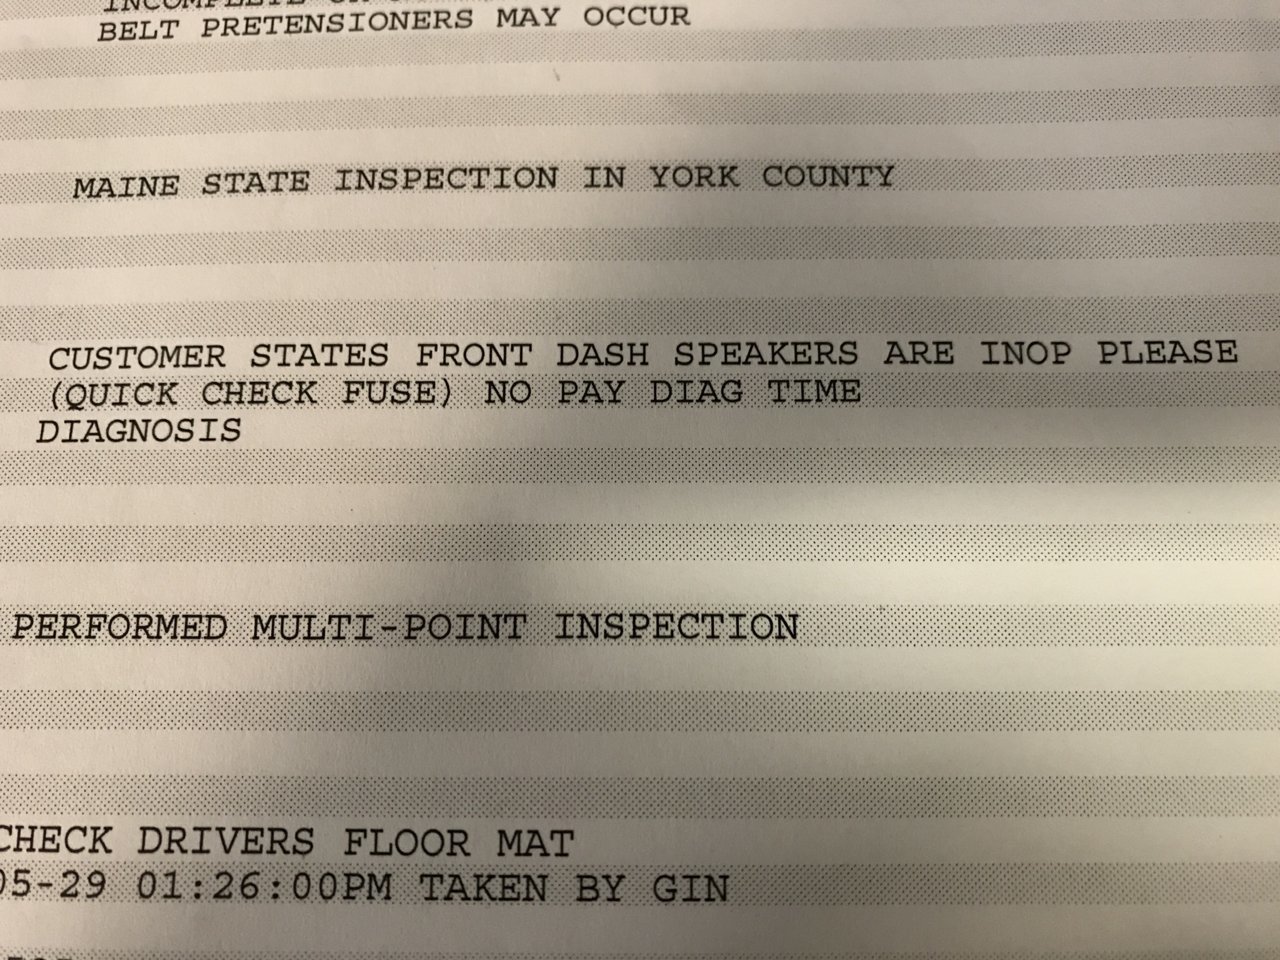 INCOMPLETE
BELT PRETENSIONERS MAY OCCUR
MAINE STATE INSPECTION IN YORK COUNTY
CUSTOMER STATES FRONT DASH SPEAKERS ARE INOP PLEASE
(QUICK CHECK FUSE) NO PAY DIAG TIME
DIAGNOSIS
PERFORMED MULTI-POINT INSPECTION
CHECK DRIVERS FLOOR MAT
05-29 01:26:00PM TAKEN BY GIN